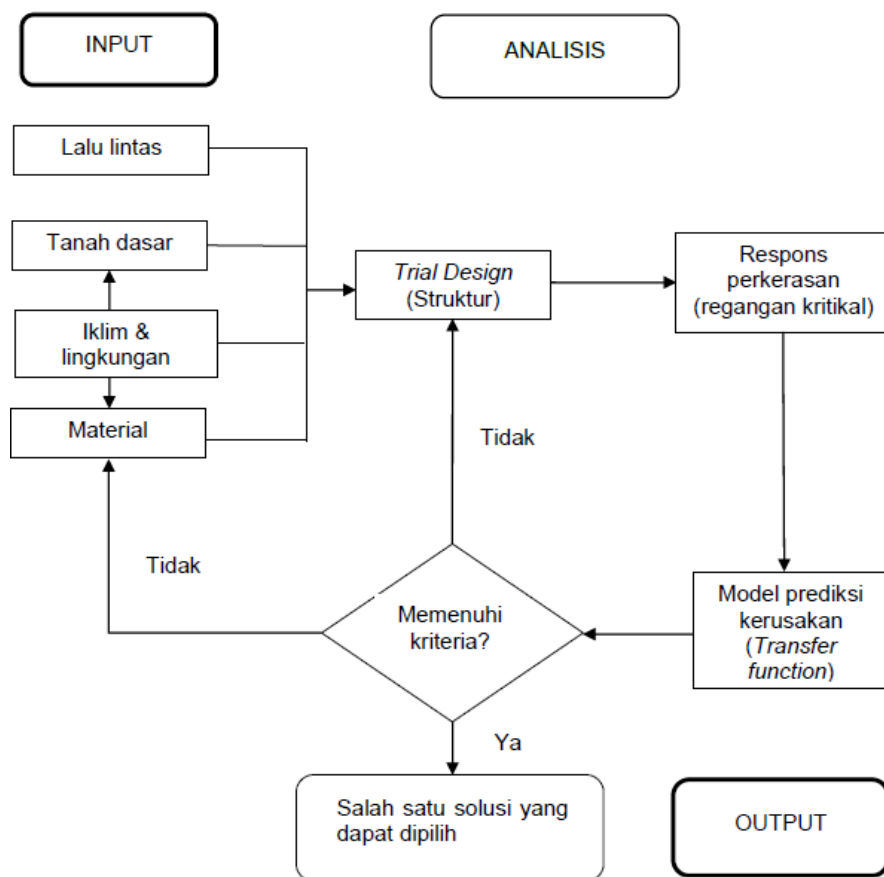 INPUT
ANALISIS
Lalu lintas
Tanah dasar
Iklim &
lingkungan
Material
Trial Design
(Struktur)
Respons
perkerasan
(regangan kritikal)
Tidak
Tidak
Memenuhi
kriteria?
Model prediksi
kerusakan
(Transfer
function)
Ya
Salah satu solusi yang
dapat dipilih
OUTPUT